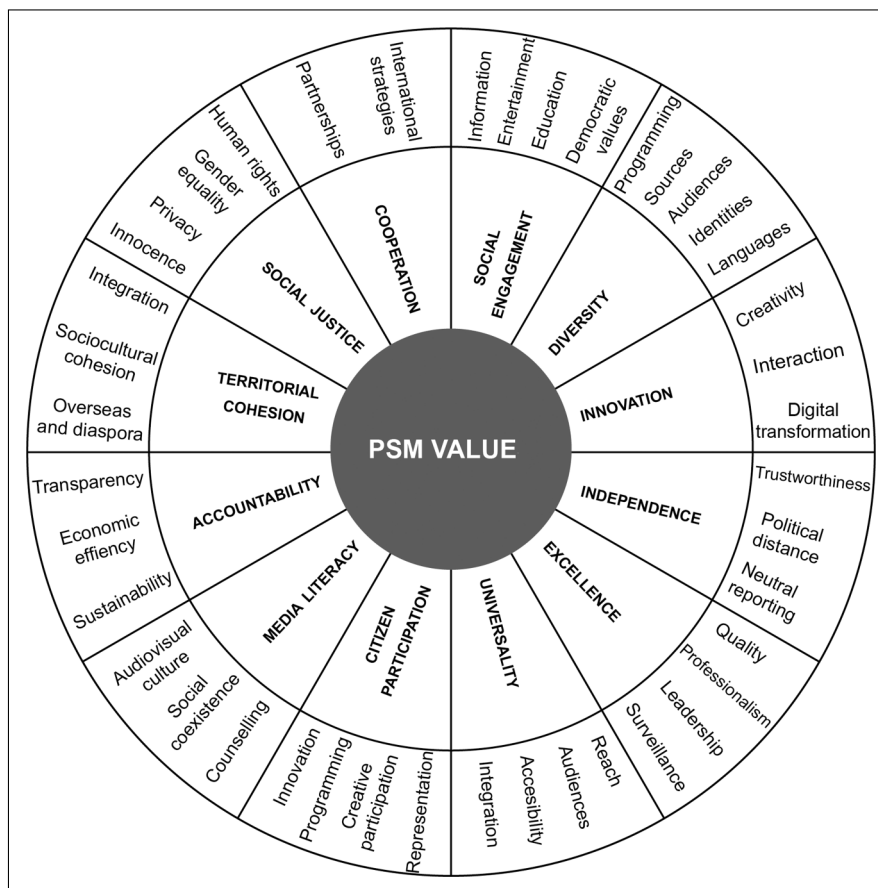 PSM VALUE
SOCIAL
ENGAGEMENT
Information
Entertainment
Education
Democratic
values
DIVERSITY
Programming
Sources
Audiences
Identities
Languages
INNOVATION
Creativity
Interaction
Digital
transformation
INDEPENDENCE
Trustworthiness
Political
distance
Neutral
reporting
EXCELLENCE
Quality
Professionalism
Leadership
Surveillance
UNIVERSALITY
Reach
Audiences
Accesibility
Integration
CITIZEN
PARTICIPATION
Innovation
Programming
Creative
participation
Representation
MEDIA LITERACY
Audiovisual
culture
Social
coexistence
Counselling
ACCOUNTABILITY
Transparency
Economic
effiency
Sustainability
TERRITORIAL
COHESION
Integration
Sociocultural
cohesion
Overseas
and diaspora
SOCIAL JUSTICE
Human rights
Gender
equality
Privacy
Innocence
COOPERATION
Partnerships
International
strategies